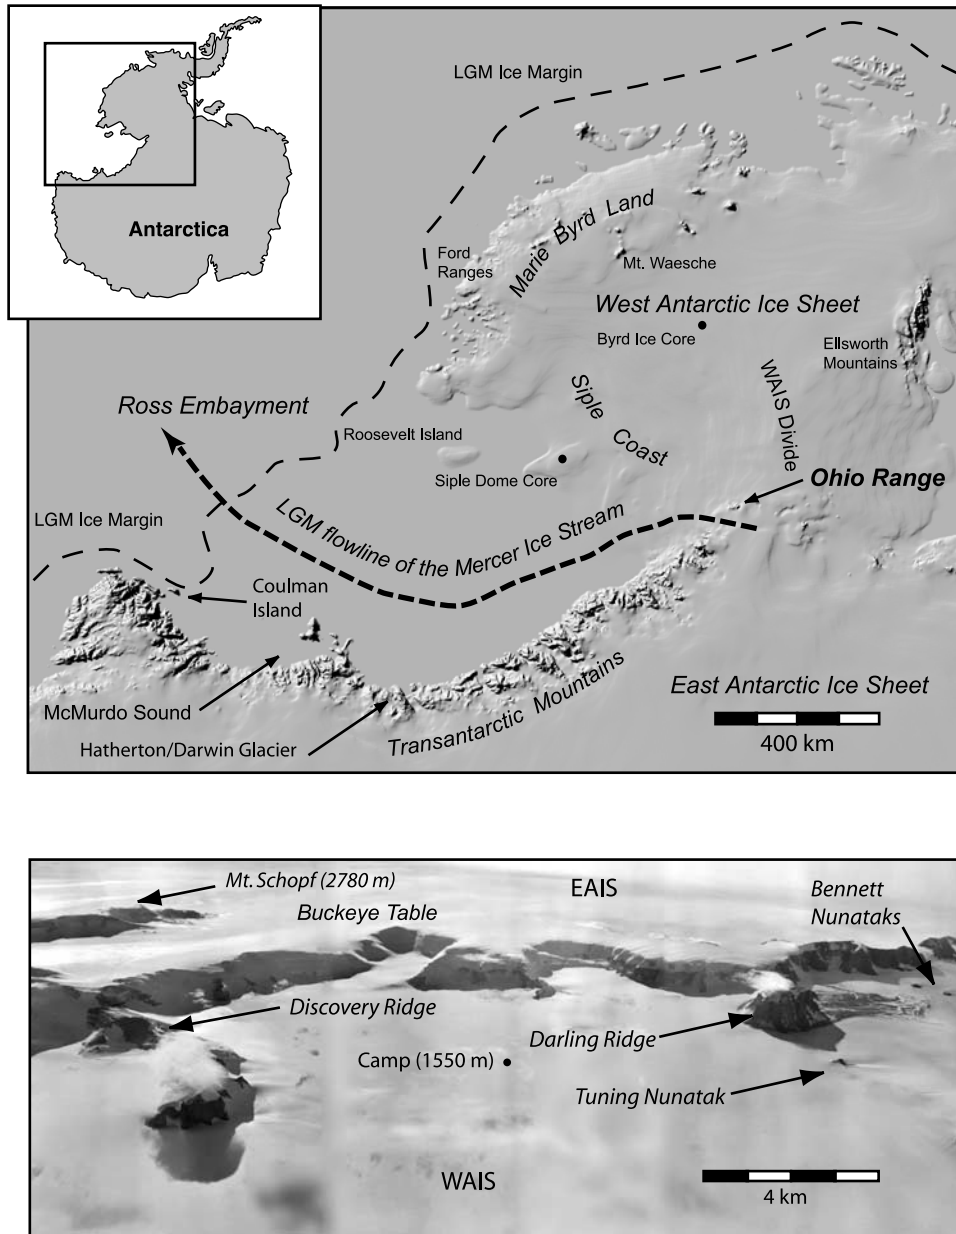 Antarctica
LGM Ice Margin
Ford
Ranges
Marie Byrd Land
Mt. Waesche
West Antarctic Ice Sheet
Byrd Ice Core
Ellsworth
Mountains
Siple Coast
WAIS Divide
Ross Embayment
Roosevelt Island
Siple Dome Core
Ohio Range
LGM flowline of the Mercer Ice Stream
LGM Ice Margin
Coulman
Island
McMurdo Sound
Hatherton/Darwin Glacier
Transantarctic Mountains
East Antarctic Ice Sheet
400 km
Mt. Schopf (2780 m)
EAIS
Bennett
Nunataks
Buckeye Table
Discovery Ridge
Darling Ridge
Camp (1550 m)
Tuning Nunatak
WAIS
4 km